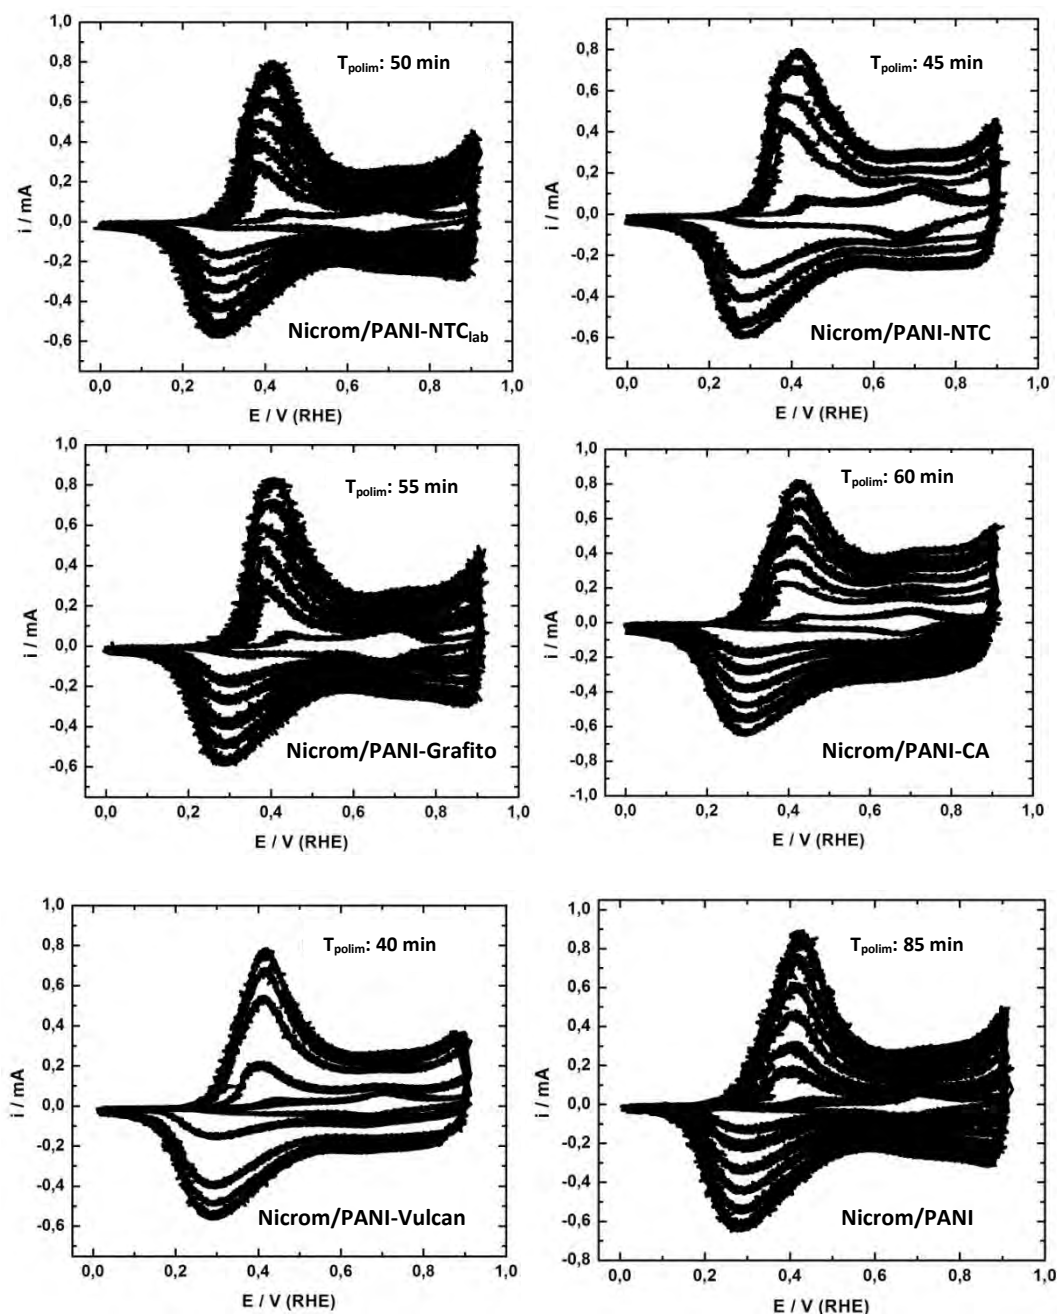 T_polim: 50 min
0,8
0,6
0,4
0,2
0,0
-0,2
-0,4
-0,6
i / mA
Nicrom/PANI-NTC_lab
0,0 0,2 0,4 0,6 0,8 1,0
E / V (RHE)
T_polim: 45 min
0,8
0,6
0,4
0,2
0,0
-0,2
-0,4
-0,6
i / mA
Nicrom/PANI-NTC
0,0 0,2 0,4 0,6 0,8 1,0
E / V (RHE)
1,0
T_polim: 55 min
0,8
0,6
0,4
0,2
0,0
-0,2
-0,4
-0,6
i / mA
Nicrom/PANI-Grafito
0,0 0,2 0,4 0,6 0,8 1,0
E / V (RHE)
1,0
T_polim: 60 min
0,8
0,6
0,4
0,2
0,0
-0,2
-0,4
-0,6
-0,8
-1,0
i / mA
Nicrom/PANI-CA
0,0 0,2 0,4 0,6 0,8 1,0
E / V (RHE)
1,0
T_polim: 40 min
0,8
0,6
0,4
0,2
0,0
-0,2
-0,4
-0,6
i / mA
Nicrom/PANI-Vulcan
0,0 0,2 0,4 0,6 0,8 1,0
E / V (RHE)
1,0
T_polim: 85 min
0,8
0,6
0,4
0,2
0,0
-0,2
-0,4
-0,6
-0,8
i / mA
Nicrom/PANI
0,0 0,2 0,4 0,6 0,8 1,0
E / V (RHE)